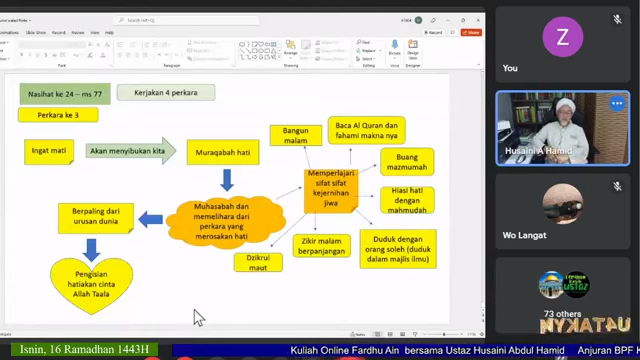 Record
Share
Nasihat ke 24 – ms 77
Kerjakan 4 perkara
Perkara ke 3
Ingat mati
Akan menyibukan kita
Muraqabah hati
Bangun
malam
Baca Al Quran dan
fahami makna nya
Memperlajari
sifat sifat
kejernihan
jiwa
Buang
mazmumah
Hiasi hati
dengan
mahmudah
Berpaling dari
urusan dunia
Muhasabah dan
memelihara dari
perkara yang
merosakan hati
Dzikrul
maut
Zikir malam
berpanjangan
Duduk dengan
orang soleh (duduk
dalam majlis ilmu)
Pengisian
hatiakan cinta
Allah Taala
Z
You
Husaini A Hamid
Wo Langat
73 others
NYKAT4U
Isnin, 16 Ramadhan 1443H
Kuliah Online Fardhu Ain bersama Ustaz Husaini Abdul Hamid
Anjuran BPF K